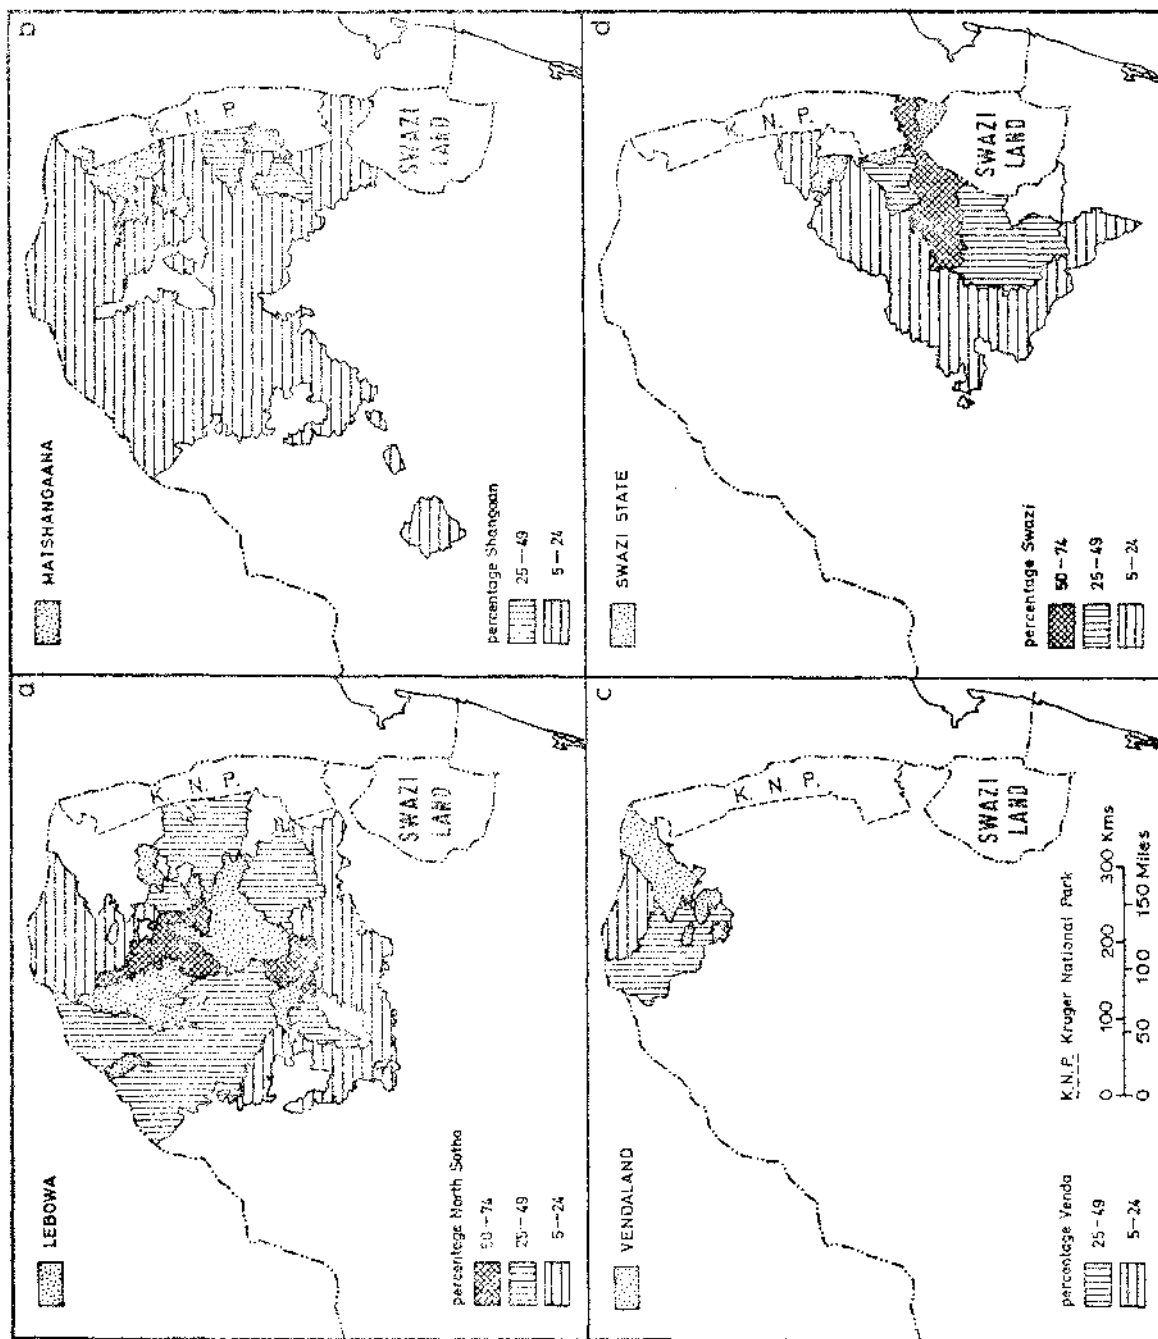 a
LEBOWA
percentage North Sotho
50–74
25–49
5–24
K. N. P.
SWAZI
LAND
b
MATSHANGAANA
percentage Shangaan
25–49
5–24
K. N. P.
SWAZI
LAND
c
VENDALAND
percentage Venda
25–49
5–24
K.N.P. Kruger National Park
0 100 200 300 Kms
0 50 100 150 Miles
K. N. P.
SWAZI
LAND
d
SWAZI STATE
percentage Swazi
50–74
25–49
5–24
K. N. P.
SWAZI
LAND